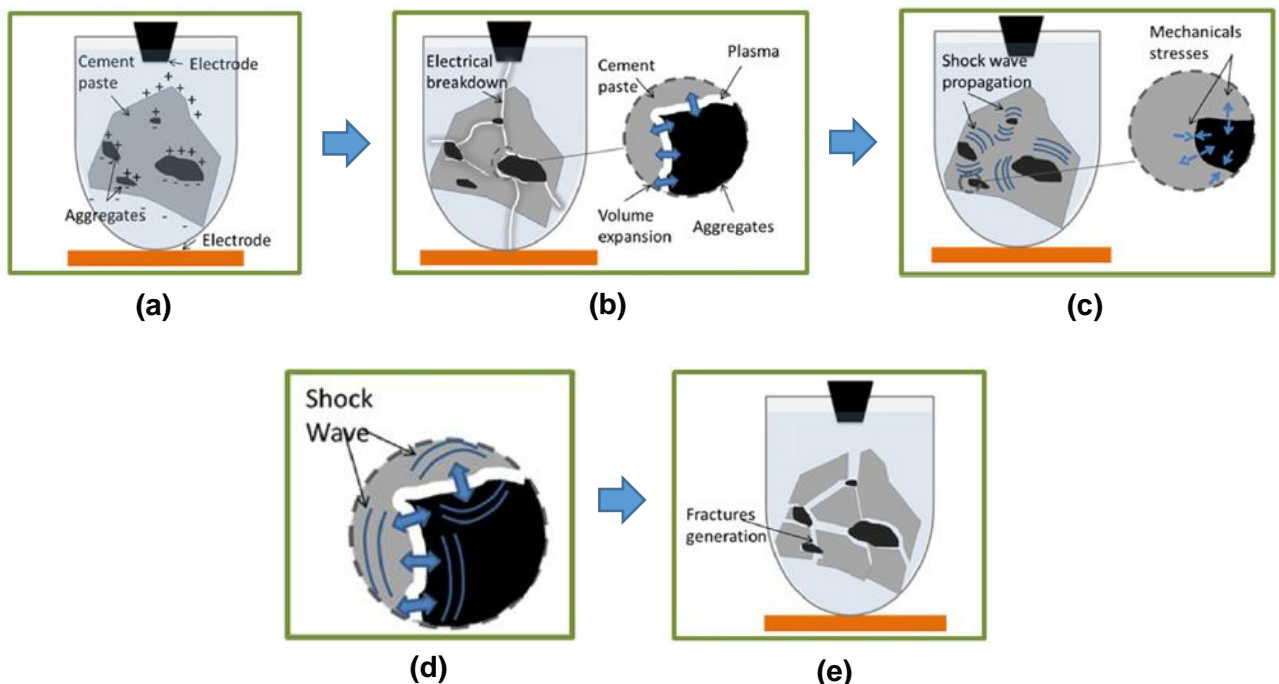 Cement
paste
Electrode
+ + + + + + + +
+ +
-
+ + +
+ + + +
- - - - -
+ +
-
Aggregates
- - - - - -
Electrode
(a)
Electrical
breakdown
Cement
paste
Plasma
Volume
expansion
Aggregates
(b)
Shock wave
propagation
Mechanicals
stresses
(c)
Shock
Wave
(d)
Fractures
generation
(e)